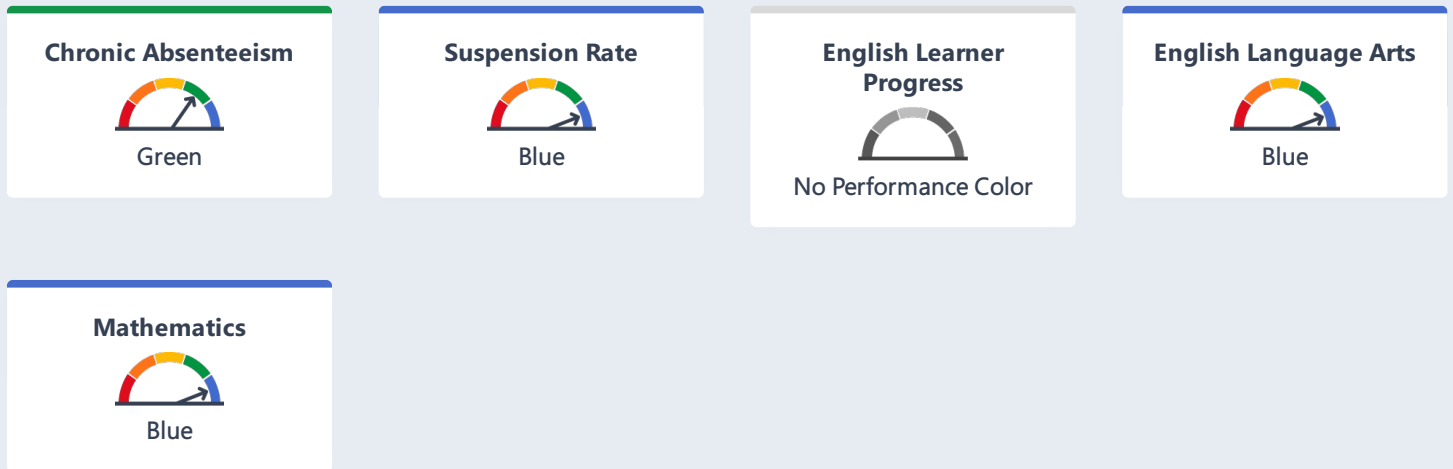 Chronic Absenteeism
Green
Suspension Rate
Blue
English Learner
Progress
No Performance Color
English Language Arts
Blue
Mathematics
Blue